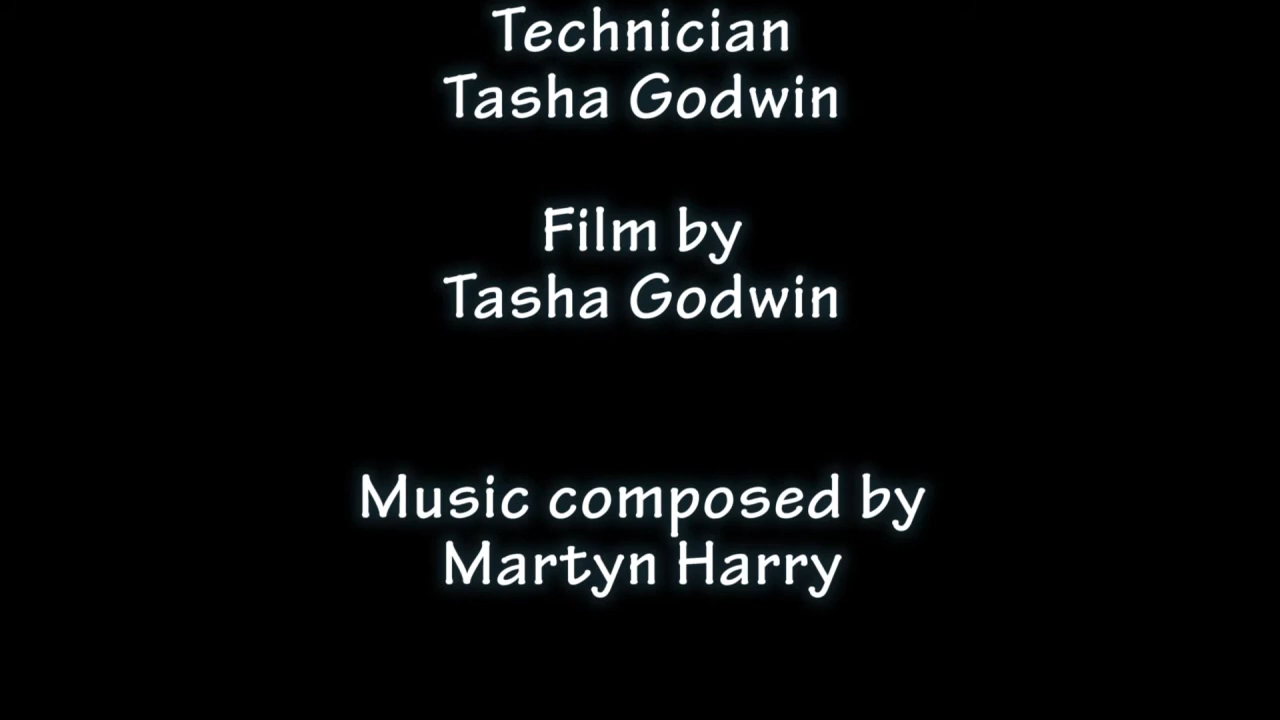 Technician
Tasha Godwin
Film by
Tasha Godwin
Music composed by
Martyn Harry